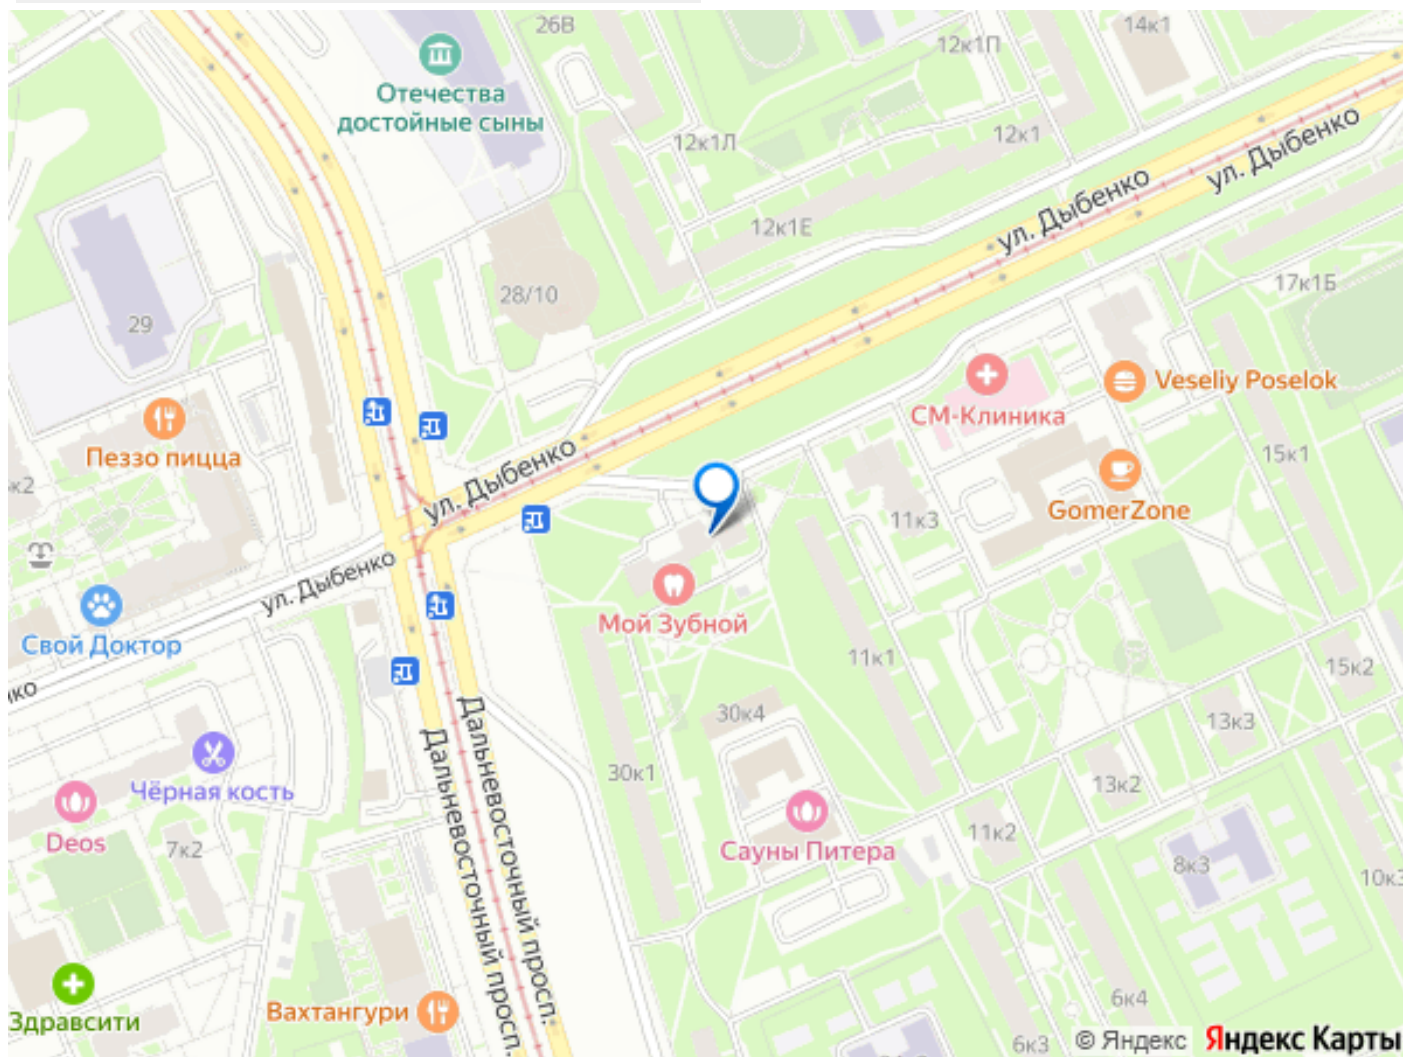 26В
14к1
12к1П
Отечества
достойные сыны
12к1Л
12к1
ул. Дыбенко
ул. Дыбенко
12к1Е
28/10
17к1Б
29
СМ-Клиника
Veseliy Poselok
Пеззо пицца
ул. Дыбенко
15к1
к2
GomerZone
11к3
ул. Дыбенко
Свой Доктор
Мой Зубной
11к1
15к2
ко
30к4
13к3
Дальневосточный просп.
Дальневосточный просп.
Чёрная кость
30к1
13к2
Deos
7к2
Сауны Питера
11к2
8к3
10к3
Здравсити
Вахтангури
6к4
6к3
© Яндекс Яндекс Карты